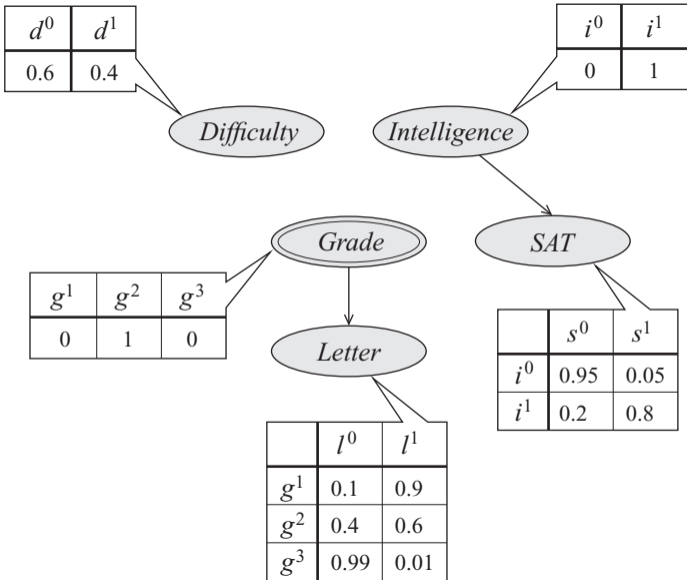 d⁰ d¹
0.6 0.4
i⁰ i¹
0 1
Difficulty
Intelligence
Grade
SAT
g¹ g² g³
0 1 0
Letter
s⁰ s¹
i⁰ 0.95 0.05
i¹ 0.2 0.8
l⁰ l¹
g¹ 0.1 0.9
g² 0.4 0.6
g³ 0.99 0.01